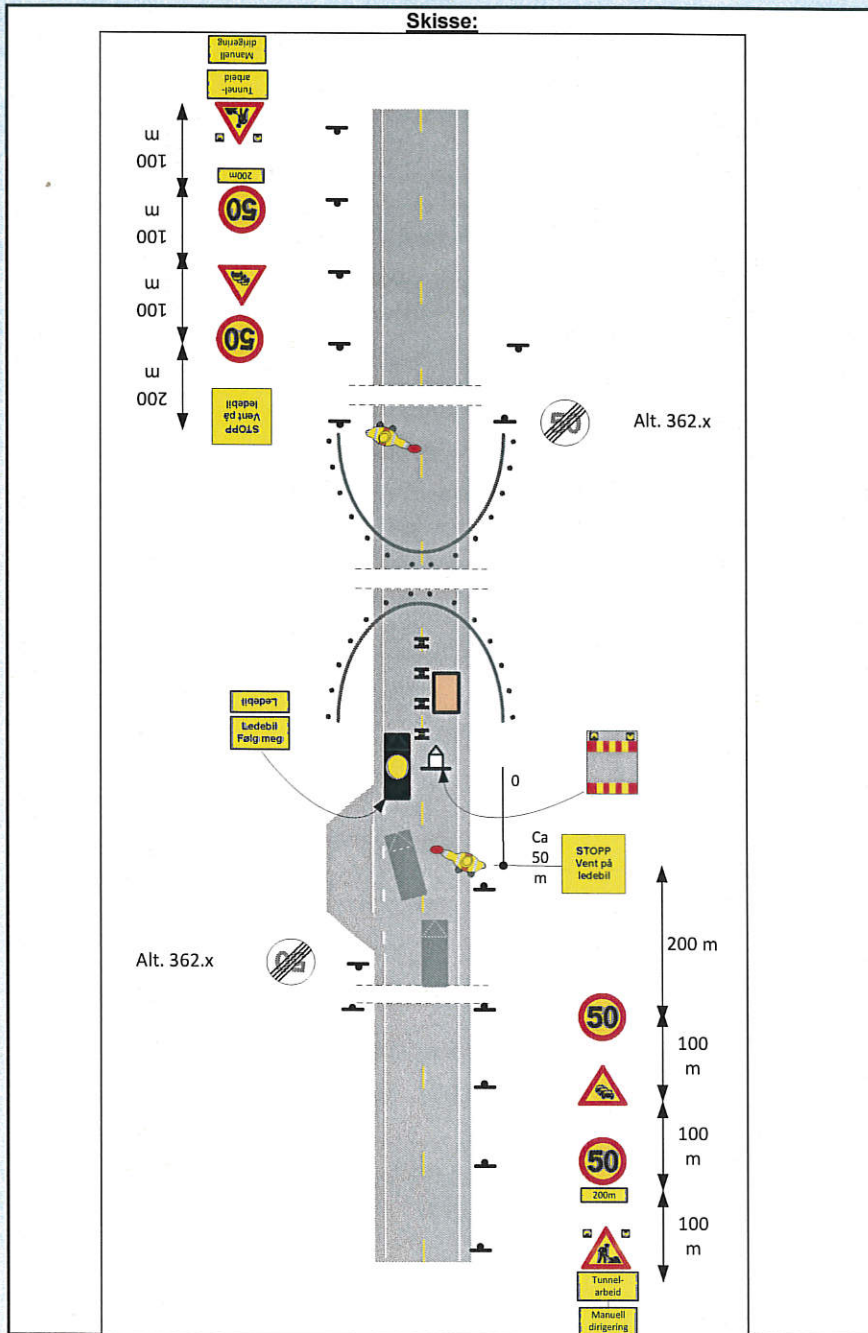 Skisse:
Manuell
dirigering
Tunnel-
arbeid
100
m
200m
50
100
m
100
m
50
200
m
STOPP
Vent på
ledebil
50
Alt. 362.x
Ledebil
Ledebil
Følg meg
0
Ca
50
m
STOPP
Vent på
ledebil
200 m
Alt. 362.x
50
50
100
m
100
m
50
200m
100
m
Tunnel-
arbeid
Manuell
dirigering